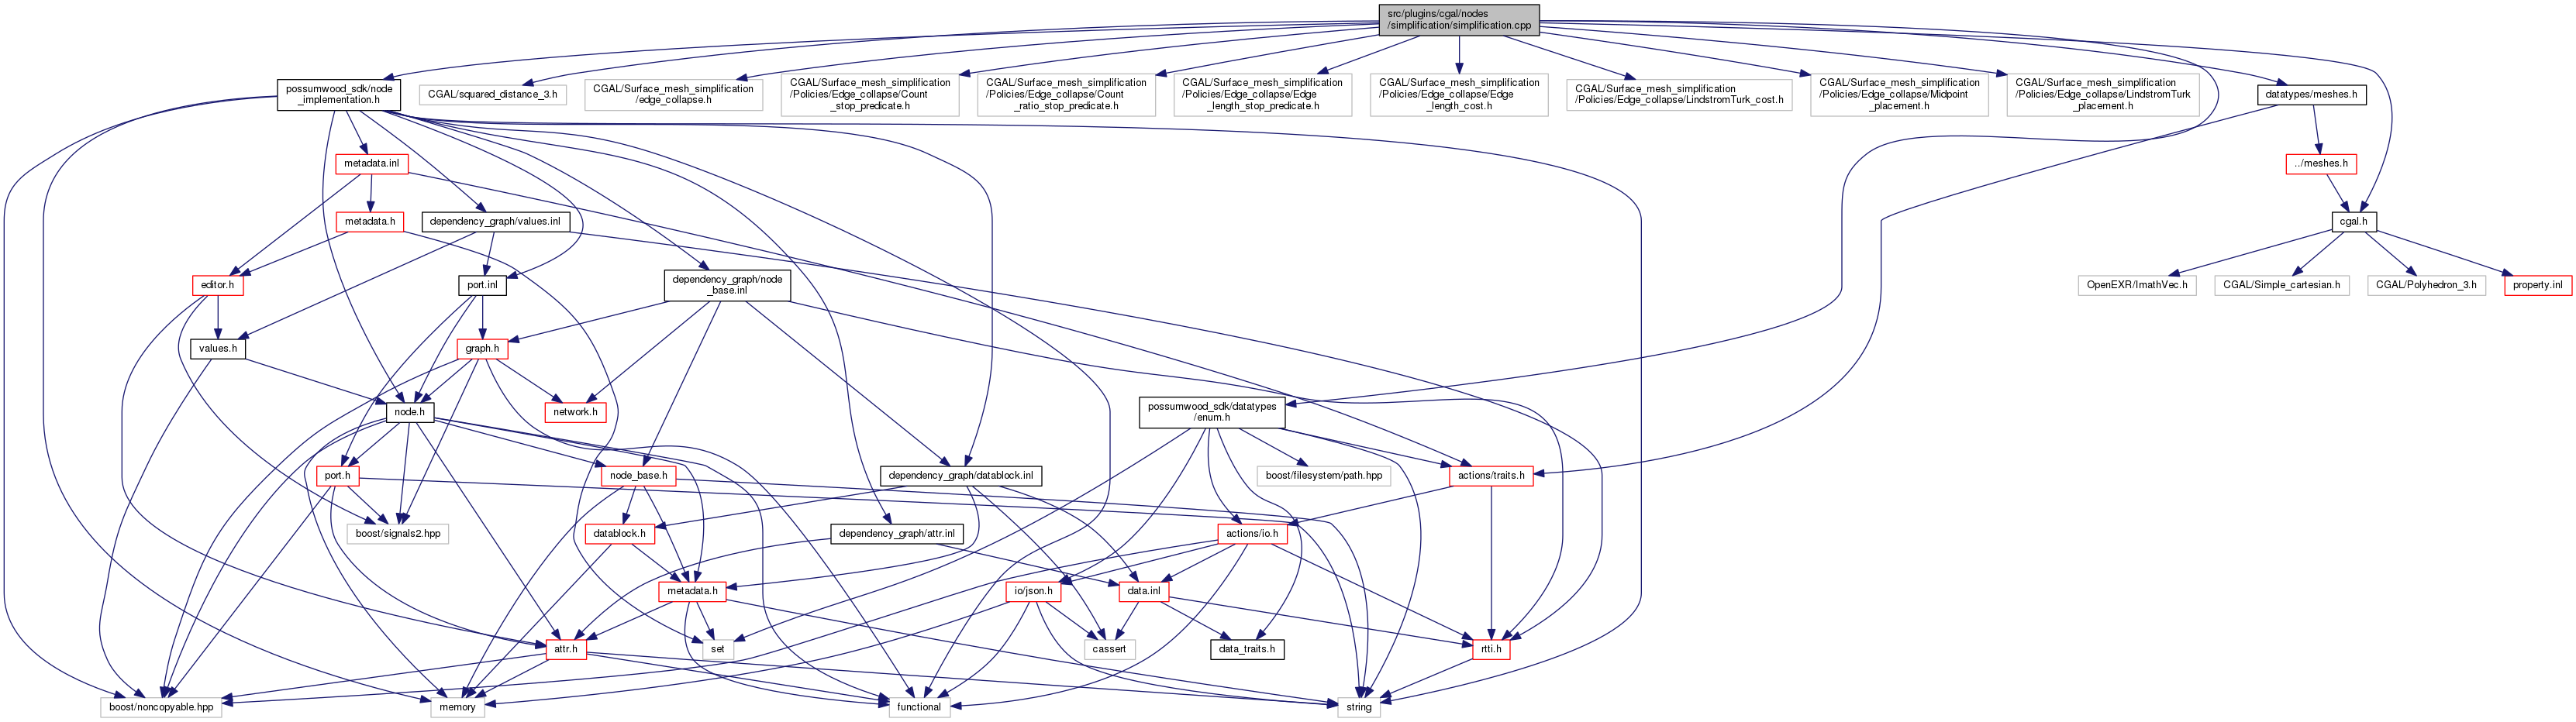 src/plugins/cgal/nodes
/simplification/simplification.cpp
possumwood_sdk/node
_implementation.h
CGAL/squared_distance_3.h
CGAL/Surface_mesh_simplification
/edge_collapse.h
CGAL/Surface_mesh_simplification
/Policies/Edge_collapse/Count
_stop_predicate.h
CGAL/Surface_mesh_simplification
/Policies/Edge_collapse/Count
_ratio_stop_predicate.h
CGAL/Surface_mesh_simplification
/Policies/Edge_collapse/Edge
_length_stop_predicate.h
CGAL/Surface_mesh_simplification
/Policies/Edge_collapse/Edge
_length_cost.h
CGAL/Surface_mesh_simplification
/Policies/Edge_collapse/LindstromTurk_cost.h
CGAL/Surface_mesh_simplification
/Policies/Edge_collapse/Midpoint
_placement.h
CGAL/Surface_mesh_simplification
/Policies/Edge_collapse/LindstromTurk
_placement.h
datatypes/meshes.h
metadata.inl
../meshes.h
metadata.h
dependency_graph/values.inl
cgal.h
editor.h
port.inl
dependency_graph/node
_base.inl
OpenEXR/ImathVec.h
CGAL/Simple_cartesian.h
CGAL/Polyhedron_3.h
property.inl
values.h
graph.h
node.h
network.h
possumwood_sdk/datatypes
/enum.h
port.h
node_base.h
dependency_graph/datablock.inl
boost/filesystem/path.hpp
actions/traits.h
boost/signals2.hpp
datablock.h
dependency_graph/attr.inl
actions/io.h
metadata.h
io/json.h
data.inl
attr.h
set
cassert
data_traits.h
rtti.h
boost/noncopyable.hpp
memory
functional
string